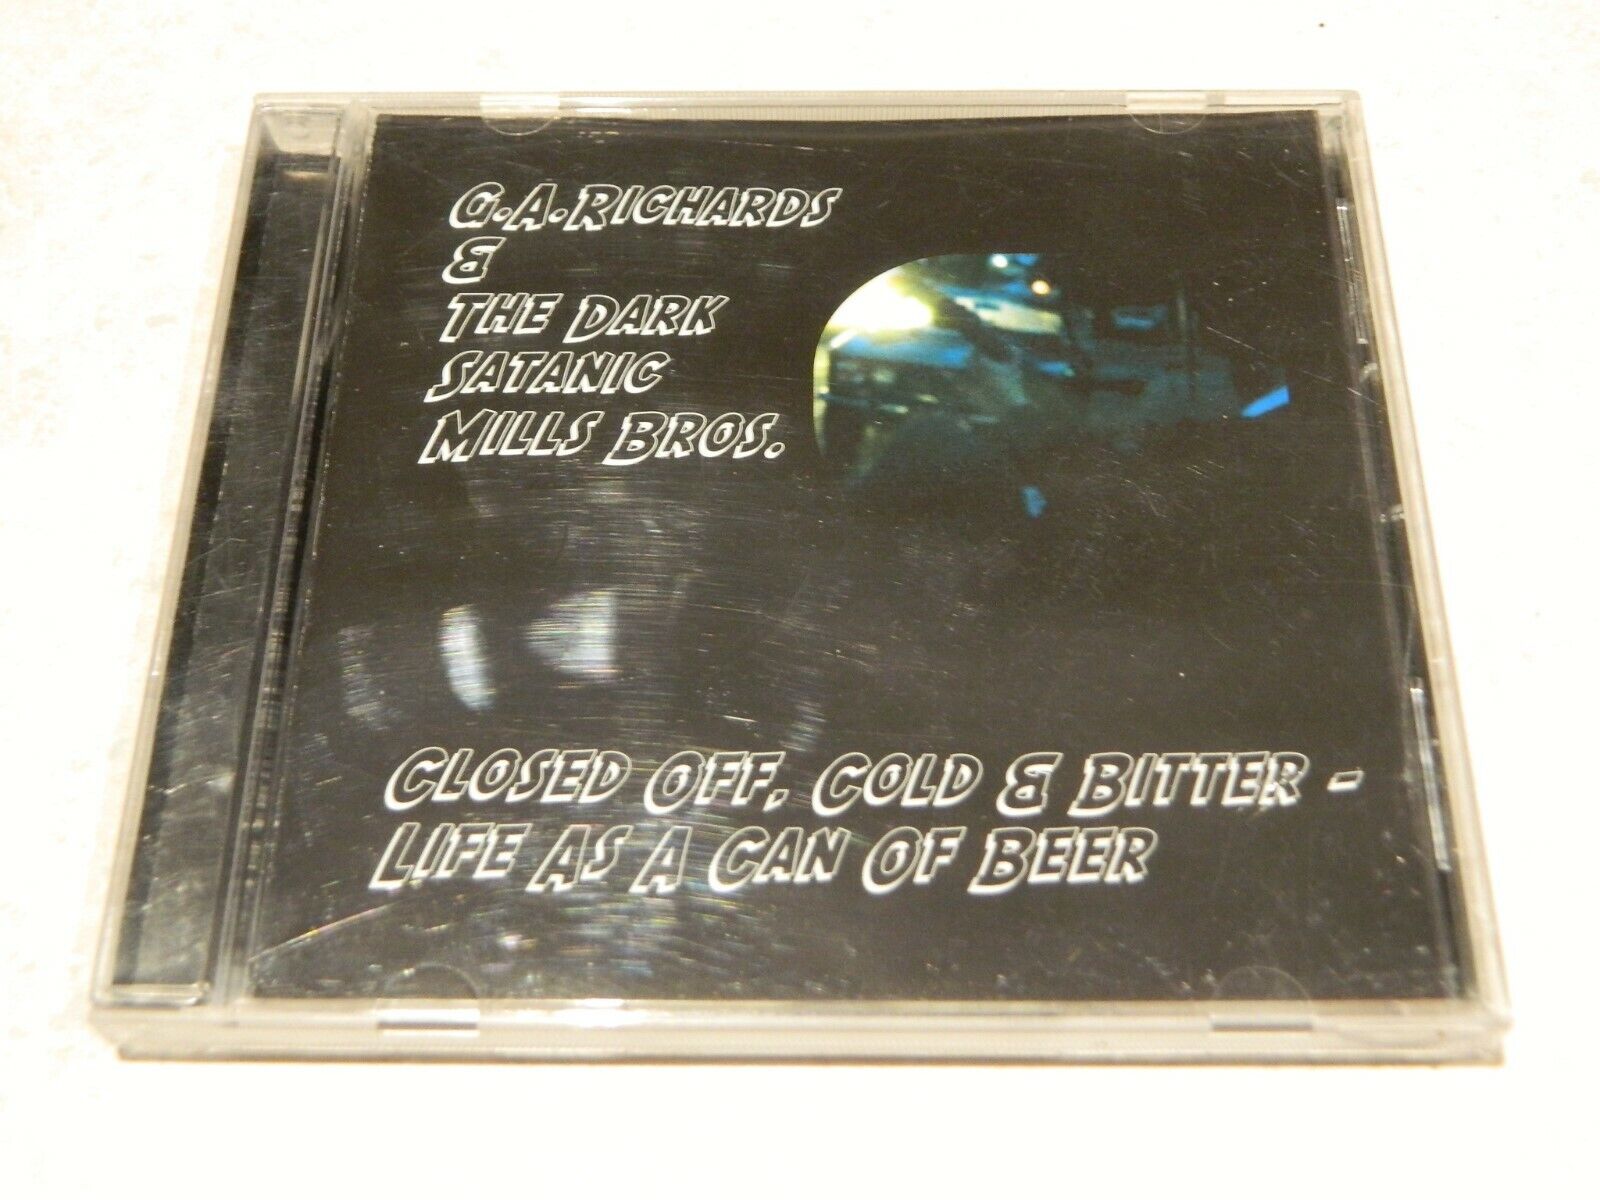 G.A.Richards
&
The Dark
Satanic
Mills Bros.
Closed Off, Cold & Bitter -
Life As A Can Of Beer